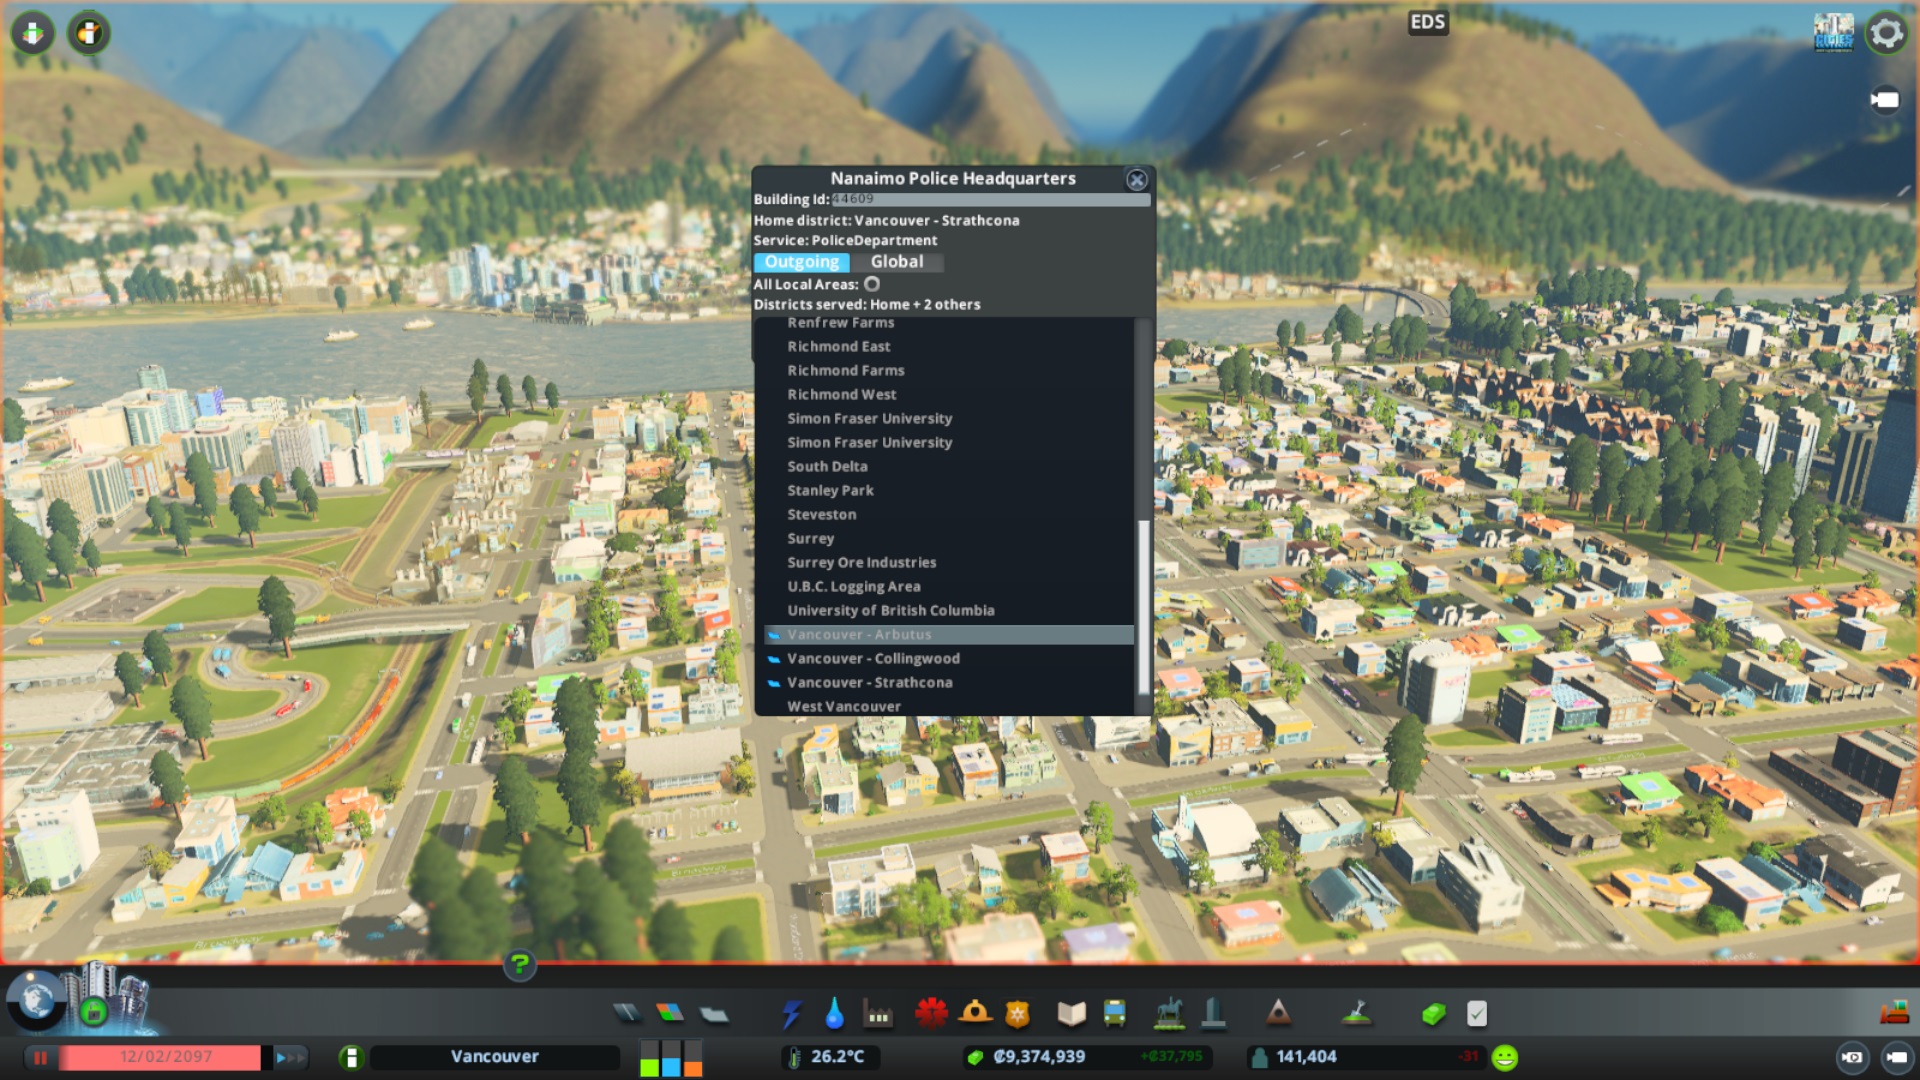 EDS
Nanaimo Police Headquarters
Building Id: 44609
Home district: Vancouver - Strathcona
Service: PoliceDepartment
Outgoing Global
All Local Areas:
Districts served: Home + 2 others
Renfrew Farms
Richmond East
Richmond Farms
Richmond West
Simon Fraser University
Simon Fraser University
South Delta
Stanley Park
Steveston
Surrey
Surrey Ore Industries
U.B.C. Logging Area
University of British Columbia
Vancouver - Arbutus
Vancouver - Collingwood
Vancouver - Strathcona
West Vancouver
?
12/02/2097
Vancouver
26.2°C
₡9,374,939
+₡37,795
141,404
-31